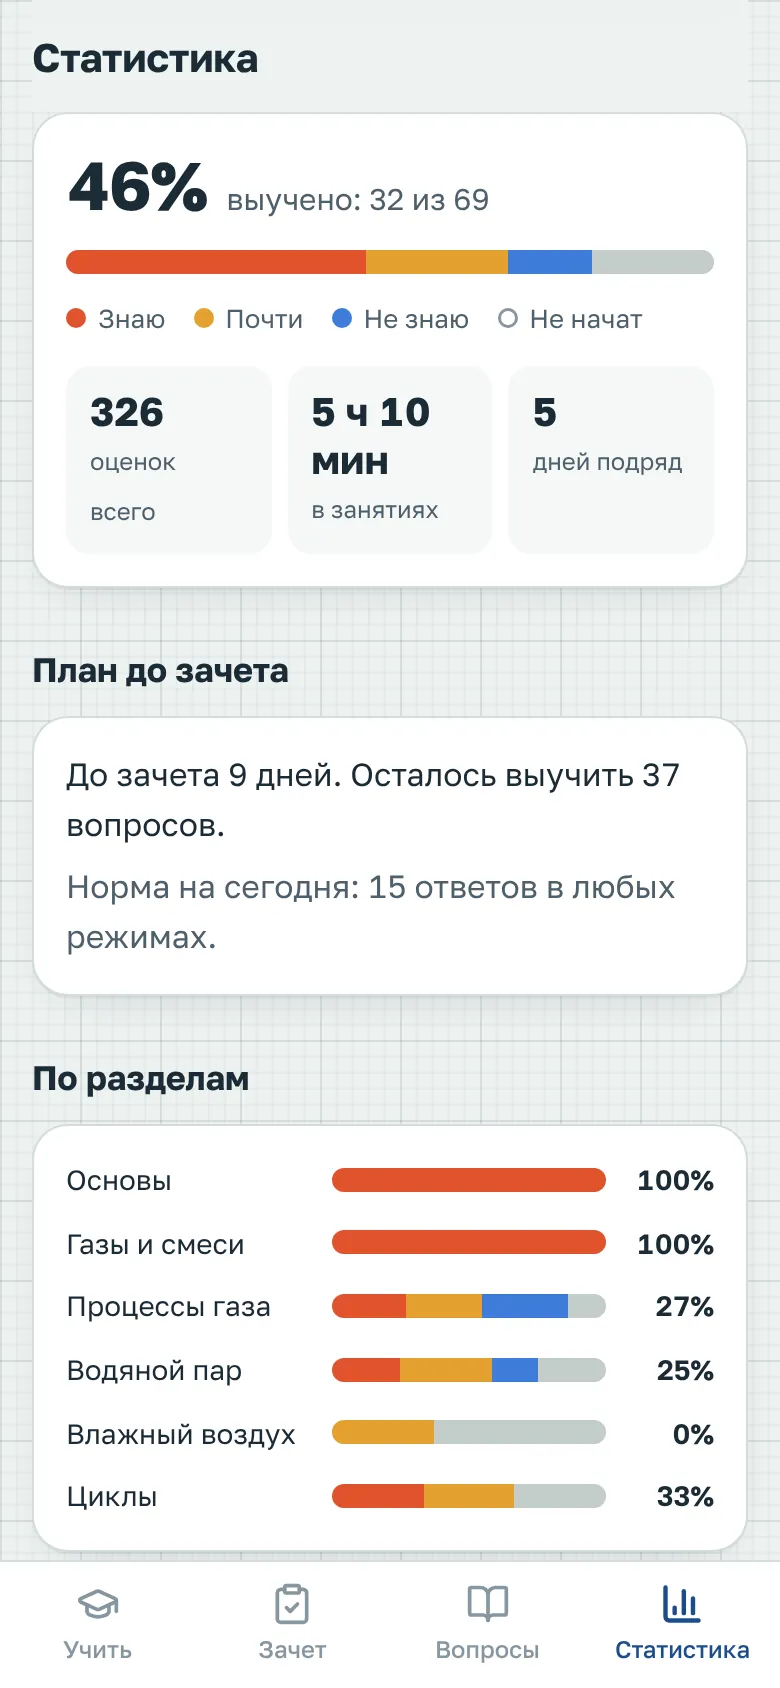 Статистика
46% выучено: 32 из 69
Знаю Почти Не знаю Не начат
326
оценок
всего
5 ч 10
мин
в занятиях
5
дней подряд
План до зачета
До зачета 9 дней. Осталось выучить 37
вопросов.
Норма на сегодня: 15 ответов в любых
режимах.
По разделам
Основы 100%
Газы и смеси 100%
Процессы газа 27%
Водяной пар 25%
Влажный воздух 0%
Циклы 33%
Учить Зачет Вопросы Статистика